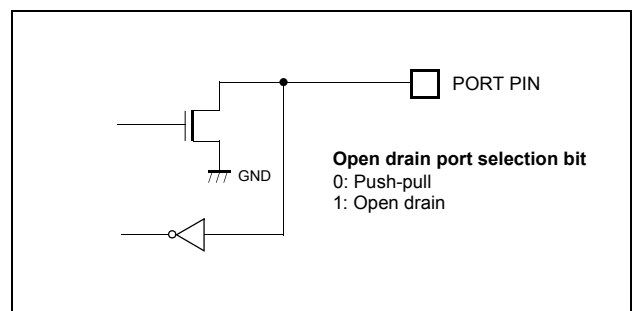 PORT PIN
GND
Open drain port selection bit
0: Push-pull
1: Open drain